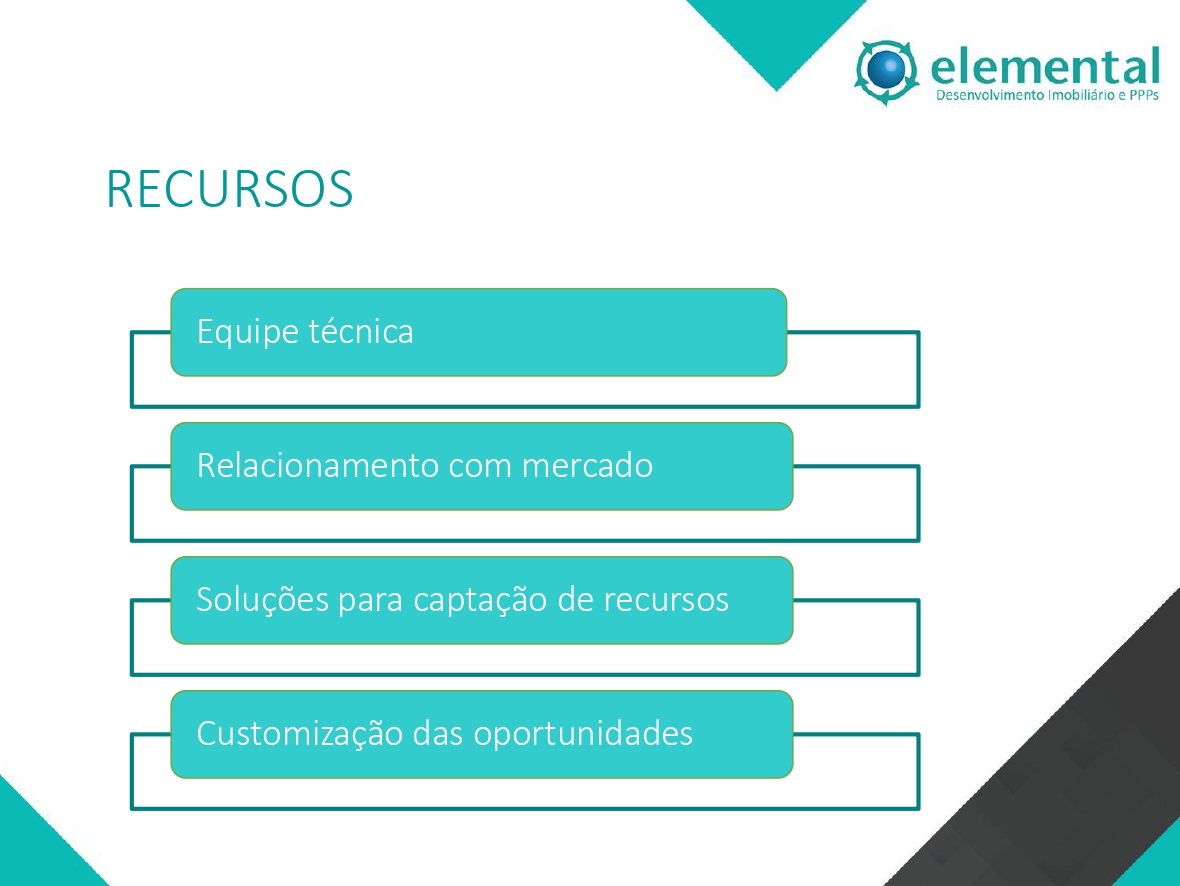 elemental
Desenvolvimento Imobiliário e PPPs
RECURSOS
Equipe técnica
Relacionamento com mercado
Soluções para captação de recursos
Customização das oportunidades